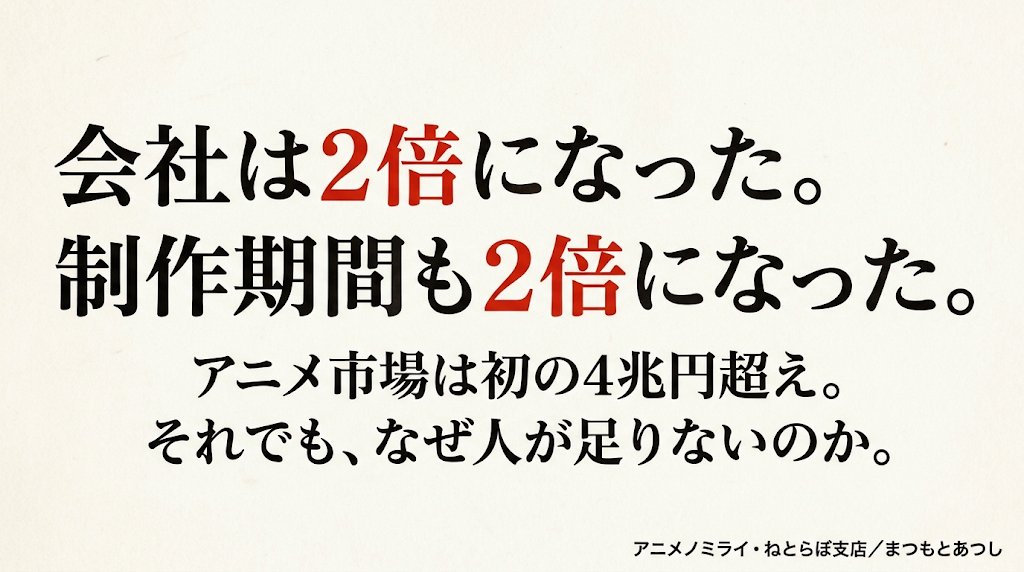 会社は2倍になった。
制作期間も2倍になった。
アニメ市場は初の4兆円超え。
それでも、なぜ人が足りないのか。
アニメノミライ・ねとらぼ支店／まつもとあつし